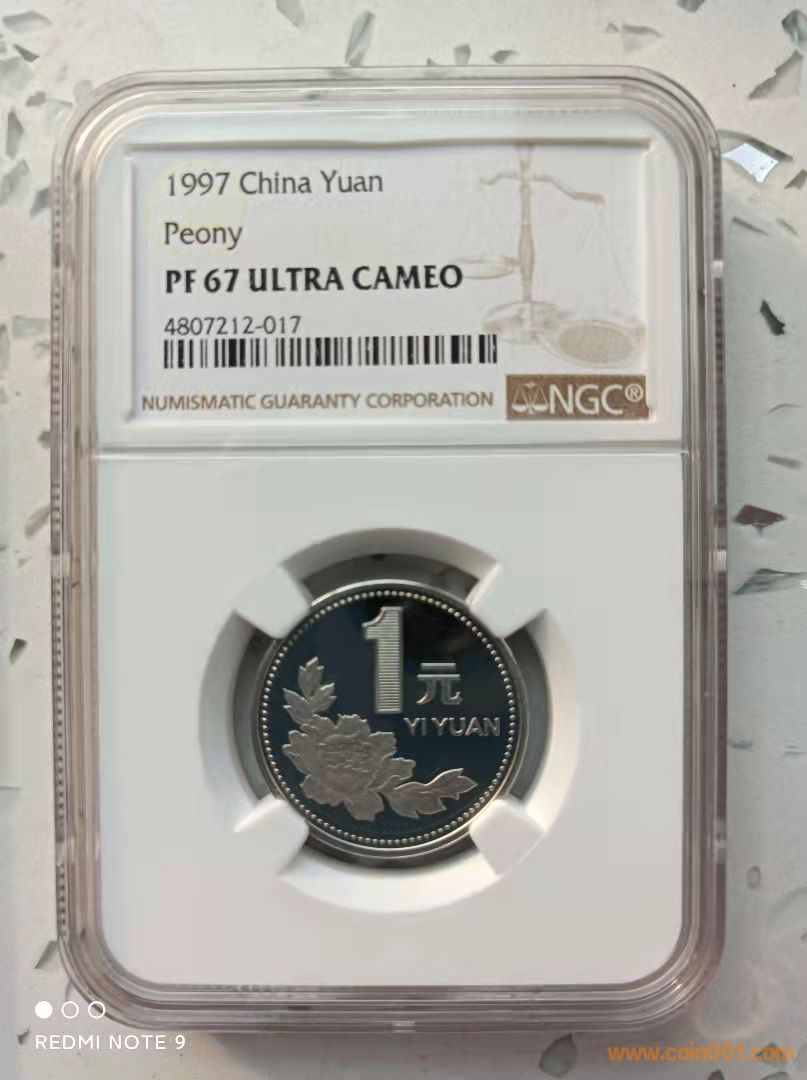 1997 China Yuan
Peony
PF 67 ULTRA CAMEO
4807212-017
NUMISMATIC GUARANTY CORPORATION
NGC®
1
元
YI YUAN
REDMI NOTE 9
www.coin001.com